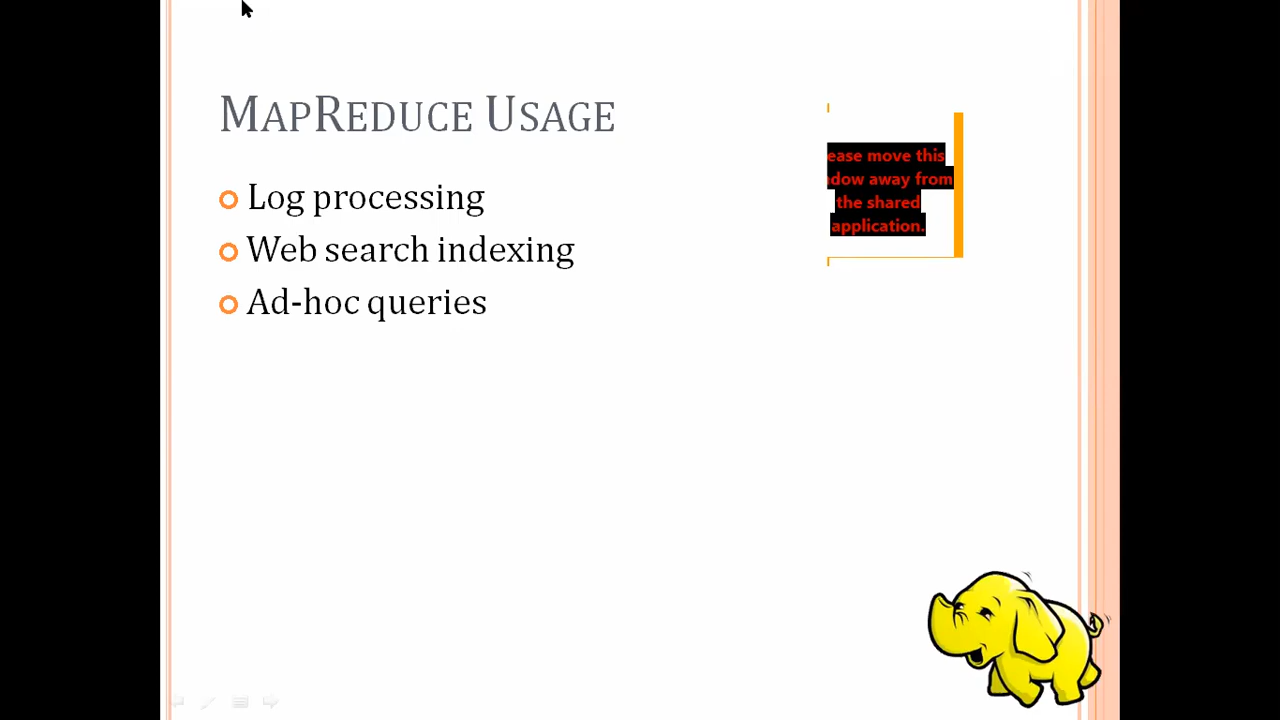 MAPREDUCE USAGE
Log processing
Web search indexing
Ad-hoc queries
ease move this
dow away from
the shared
application.